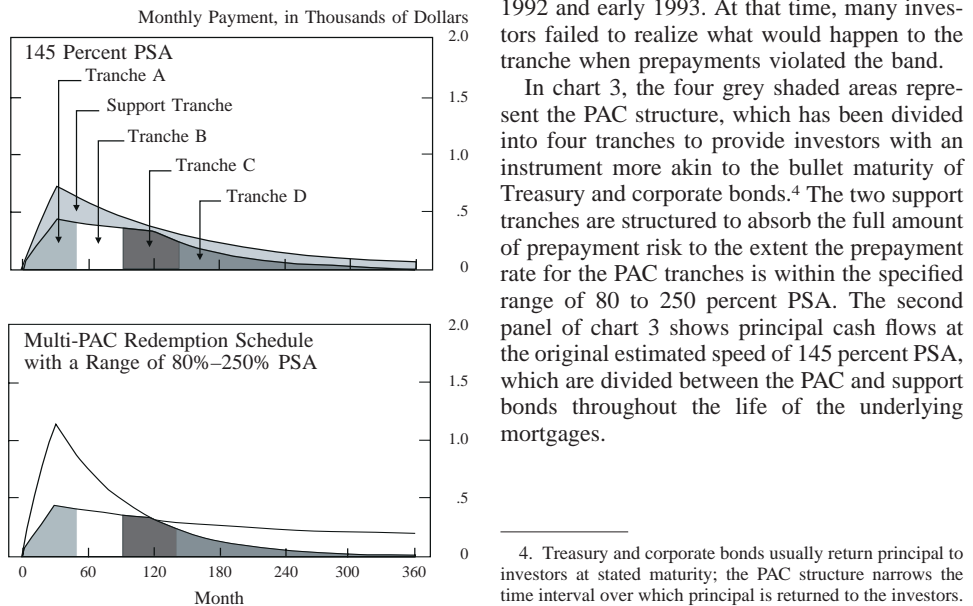 Monthly Payment, in Thousands of Dollars
2.0
145 Percent PSA
Tranche A
Support Tranche
1.5
Tranche B
1.0
Tranche C
Tranche D
.5
0
2.0
Multi-PAC Redemption Schedule
with a Range of 80%–250% PSA
1.5
1.0
.5
0
0 60 120 180 240 300 360
Month
1992 and early 1993. At that time, many inves-
tors failed to realize what would happen to the
tranche when prepayments violated the band.
In chart 3, the four grey shaded areas repre-
sent the PAC structure, which has been divided
into four tranches to provide investors with an
instrument more akin to the bullet maturity of
Treasury and corporate bonds.4 The two support
tranches are structured to absorb the full amount
of prepayment risk to the extent the prepayment
rate for the PAC tranches is within the specified
range of 80 to 250 percent PSA. The second
panel of chart 3 shows principal cash flows at
the original estimated speed of 145 percent PSA,
which are divided between the PAC and support
bonds throughout the life of the underlying
mortgages.
4. Treasury and corporate bonds usually return principal to
investors at stated maturity; the PAC structure narrows the
time interval over which principal is returned to the investors.